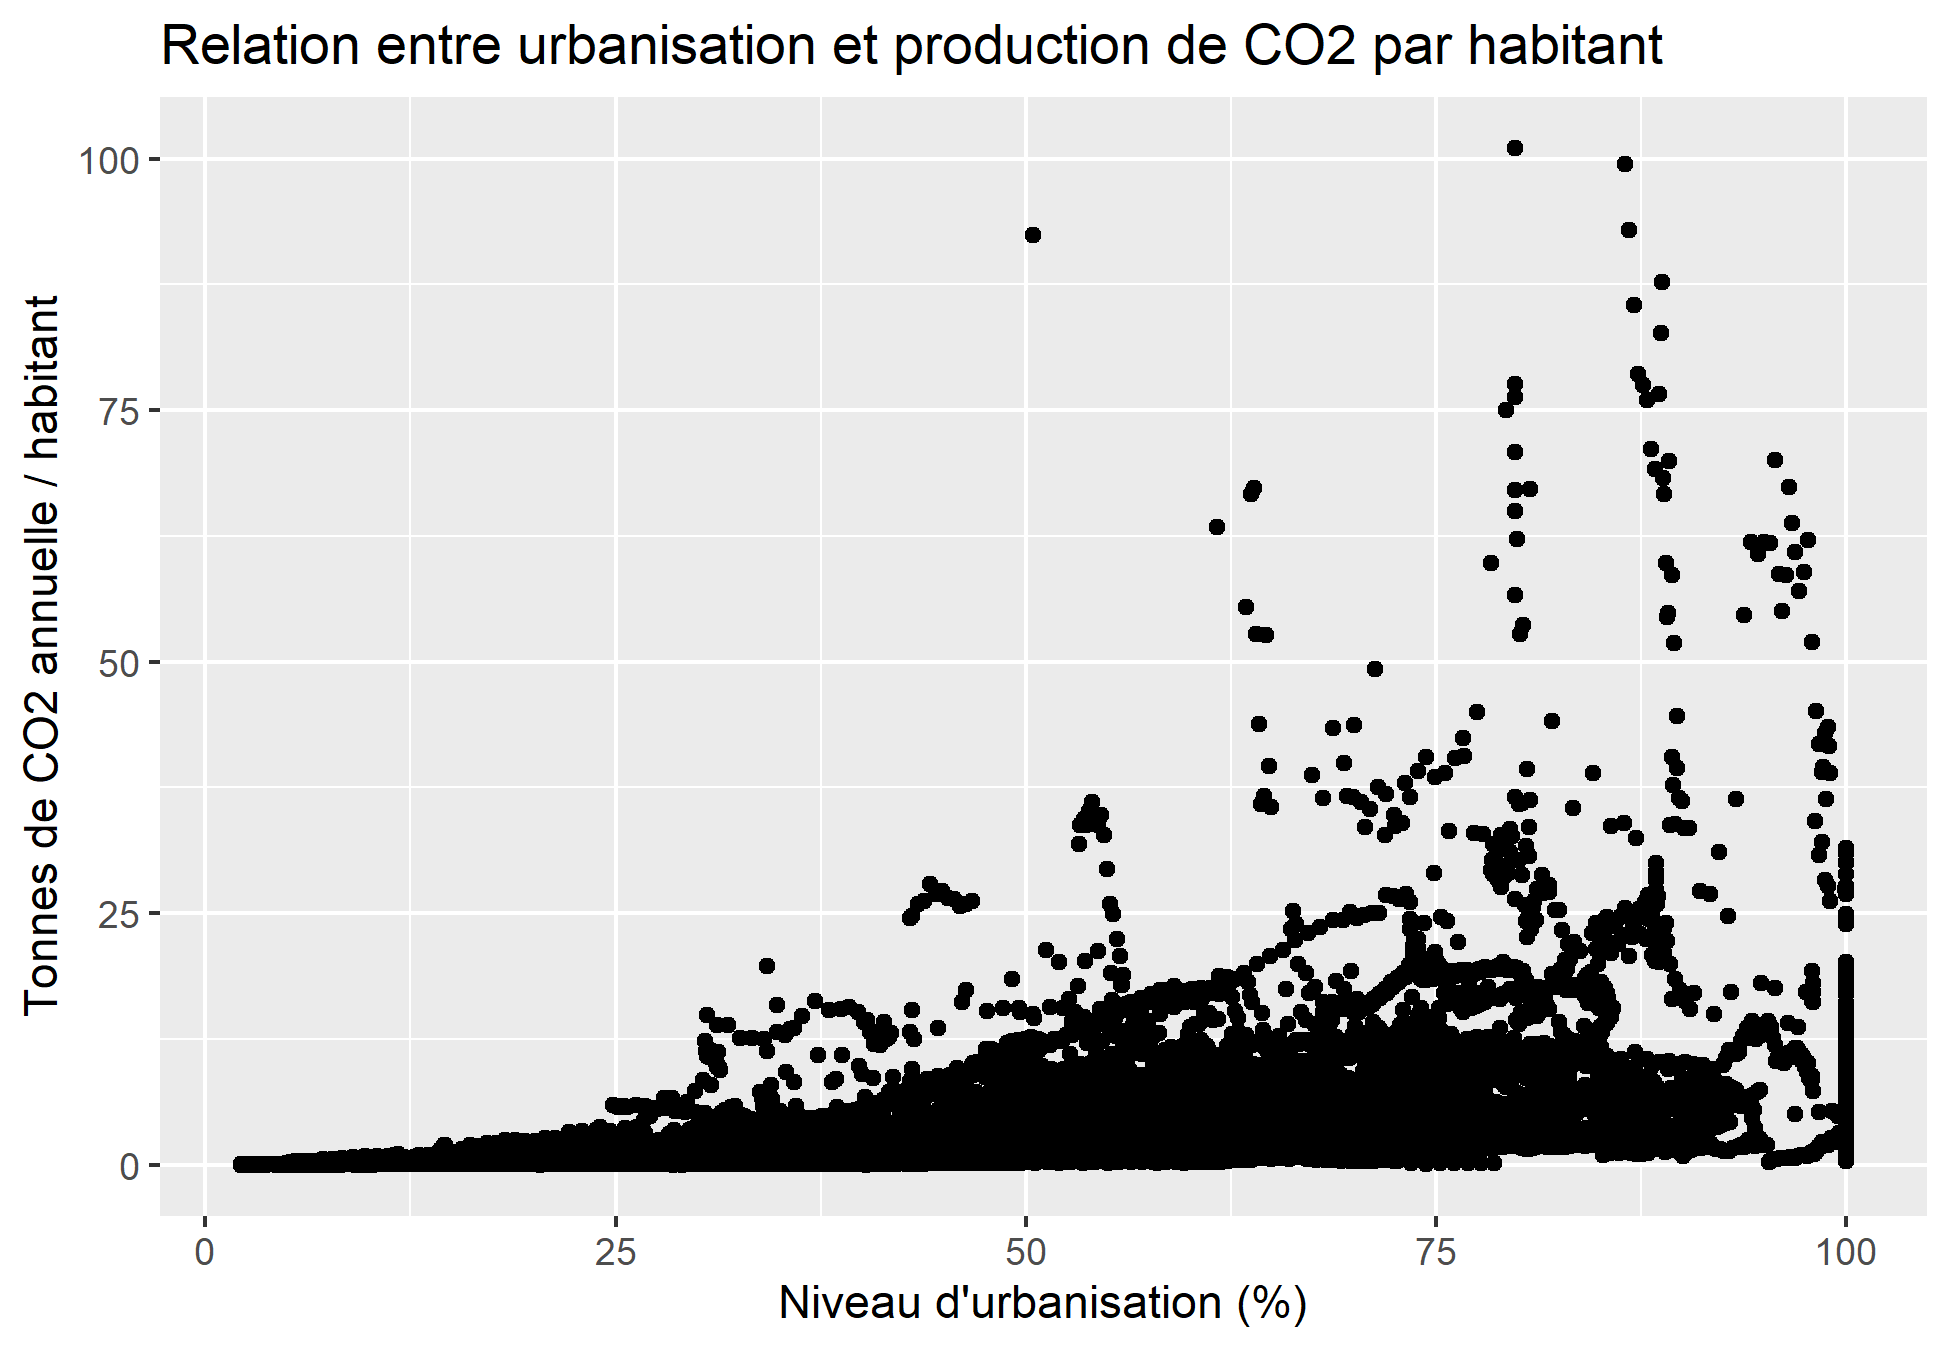 Relation entre urbanisation et production de CO2 par habitant
Tonnes de CO2 annuelle / habitant
100
75
50
25
0
0 25 50 75 100
Niveau d'urbanisation (%)